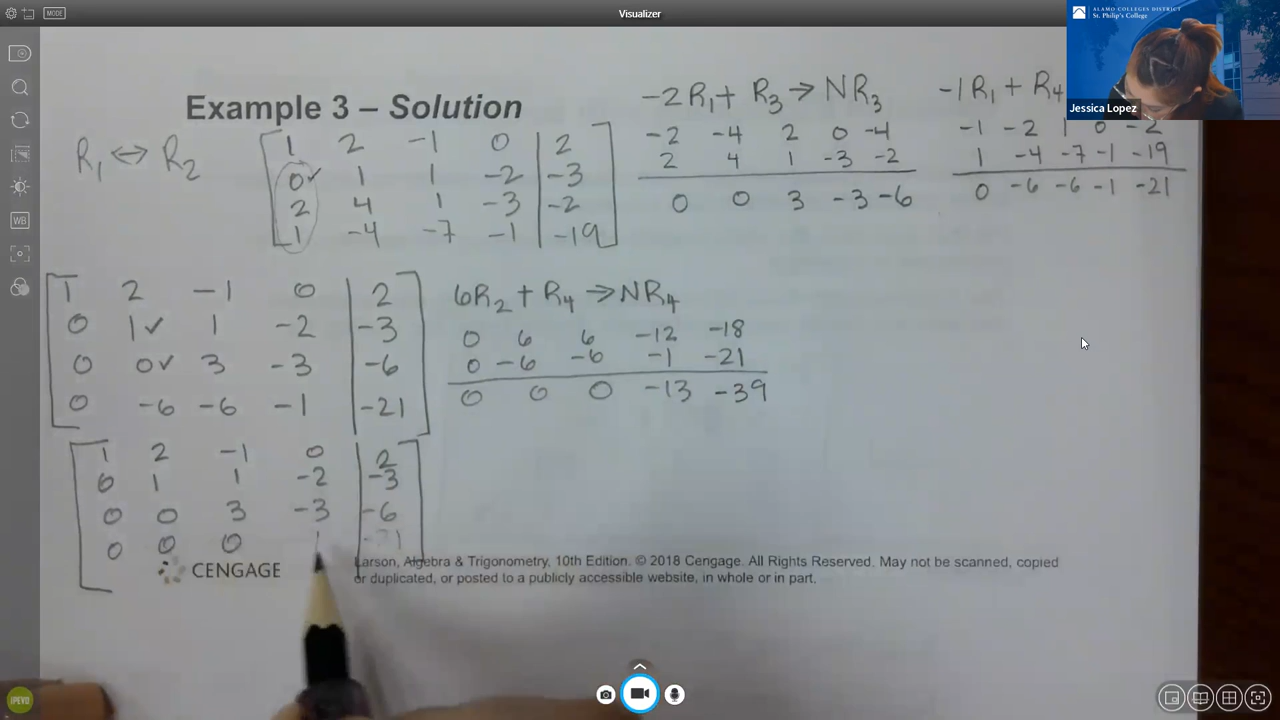 MODE
Visualizer
ALAMO COLLEGES DISTRICT
St. Philip's College
Jessica Lopez
Example 3 – Solution
R₁ ↔ R₂
1 2 -1 0 | 2
0✓ 1 1 -2 | -3
2 4 1 -3 | -2
1 -4 -7 -1 | -19
-2R₁ + R₃ → NR₃
-2 -4 2 0 -4
2 4 1 -3 -2
0 0 3 -3 -6
-1R₁ + R₄
-1 -2 1 0 -2
1 -4 -7 -1 -19
0 -6 -6 -1 -21
1 2 -1 0 | 2
0 1✓ 1 -2 | -3
0 0✓ 3 -3 | -6
0 -6 -6 -1 | -21
6R₂ + R₄ → NR₄
0 6 6 -12 -18
0 -6 -6 -1 -21
0 0 0 -13 -39
1 2 -1 0 | 2
0 1 1 -2 | -3
0 0 3 -3 | -6
0 0 0
CENGAGE
Larson, Algebra & Trigonometry, 10th Edition. © 2018 Cengage. All Rights Reserved. May not be scanned, copied
or duplicated, or posted to a publicly accessible website, in whole or in part.
WB
IPEVO